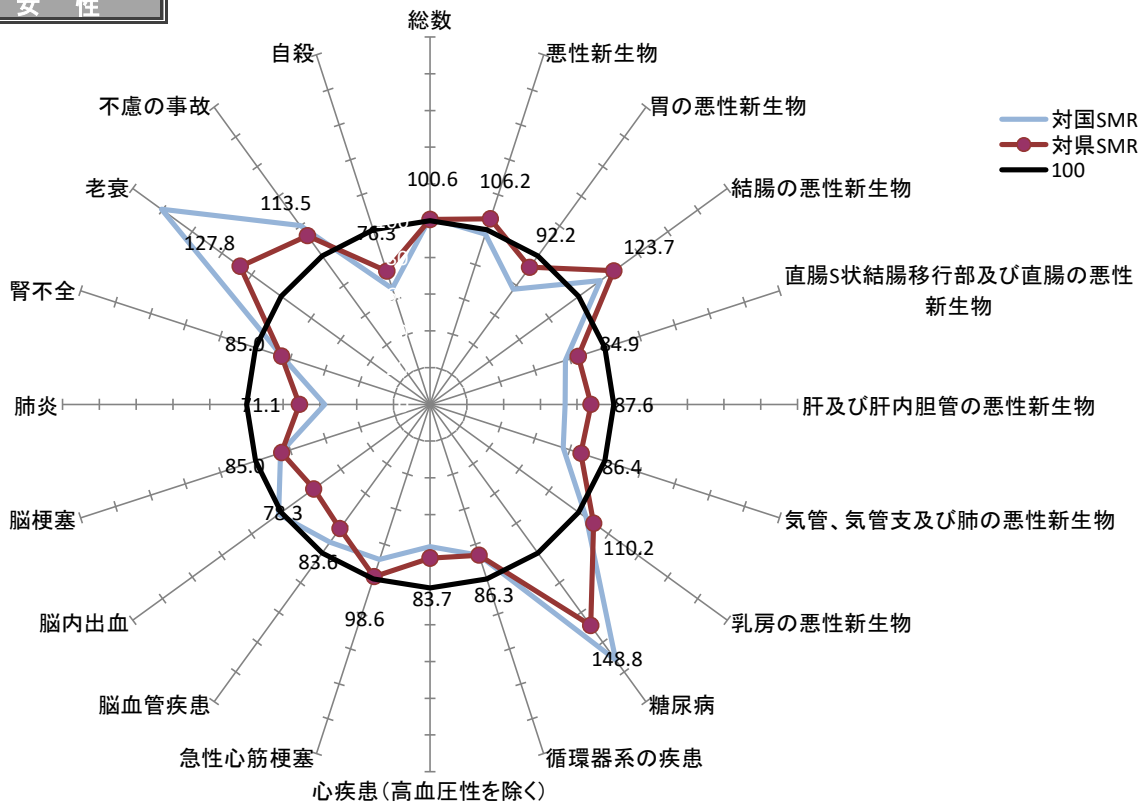 女 性
総数
悪性新生物
胃の悪性新生物
結腸の悪性新生物
直腸S状結腸移行部及び直腸の悪性
新生物
肝及び肝内胆管の悪性新生物
気管、気管支及び肺の悪性新生物
乳房の悪性新生物
糖尿病
循環器系の疾患
心疾患(高血圧性を除く)
急性心筋梗塞
脳血管疾患
脳内出血
脳梗塞
肺炎
腎不全
老衰
不慮の事故
自殺
対国SMR
対県SMR
100
100.6
106.2
92.2
123.7
84.9
87.6
86.4
110.2
148.8
86.3
83.7
98.6
83.6
78.3
85.0
71.1
85.0
127.8
113.5
76.3